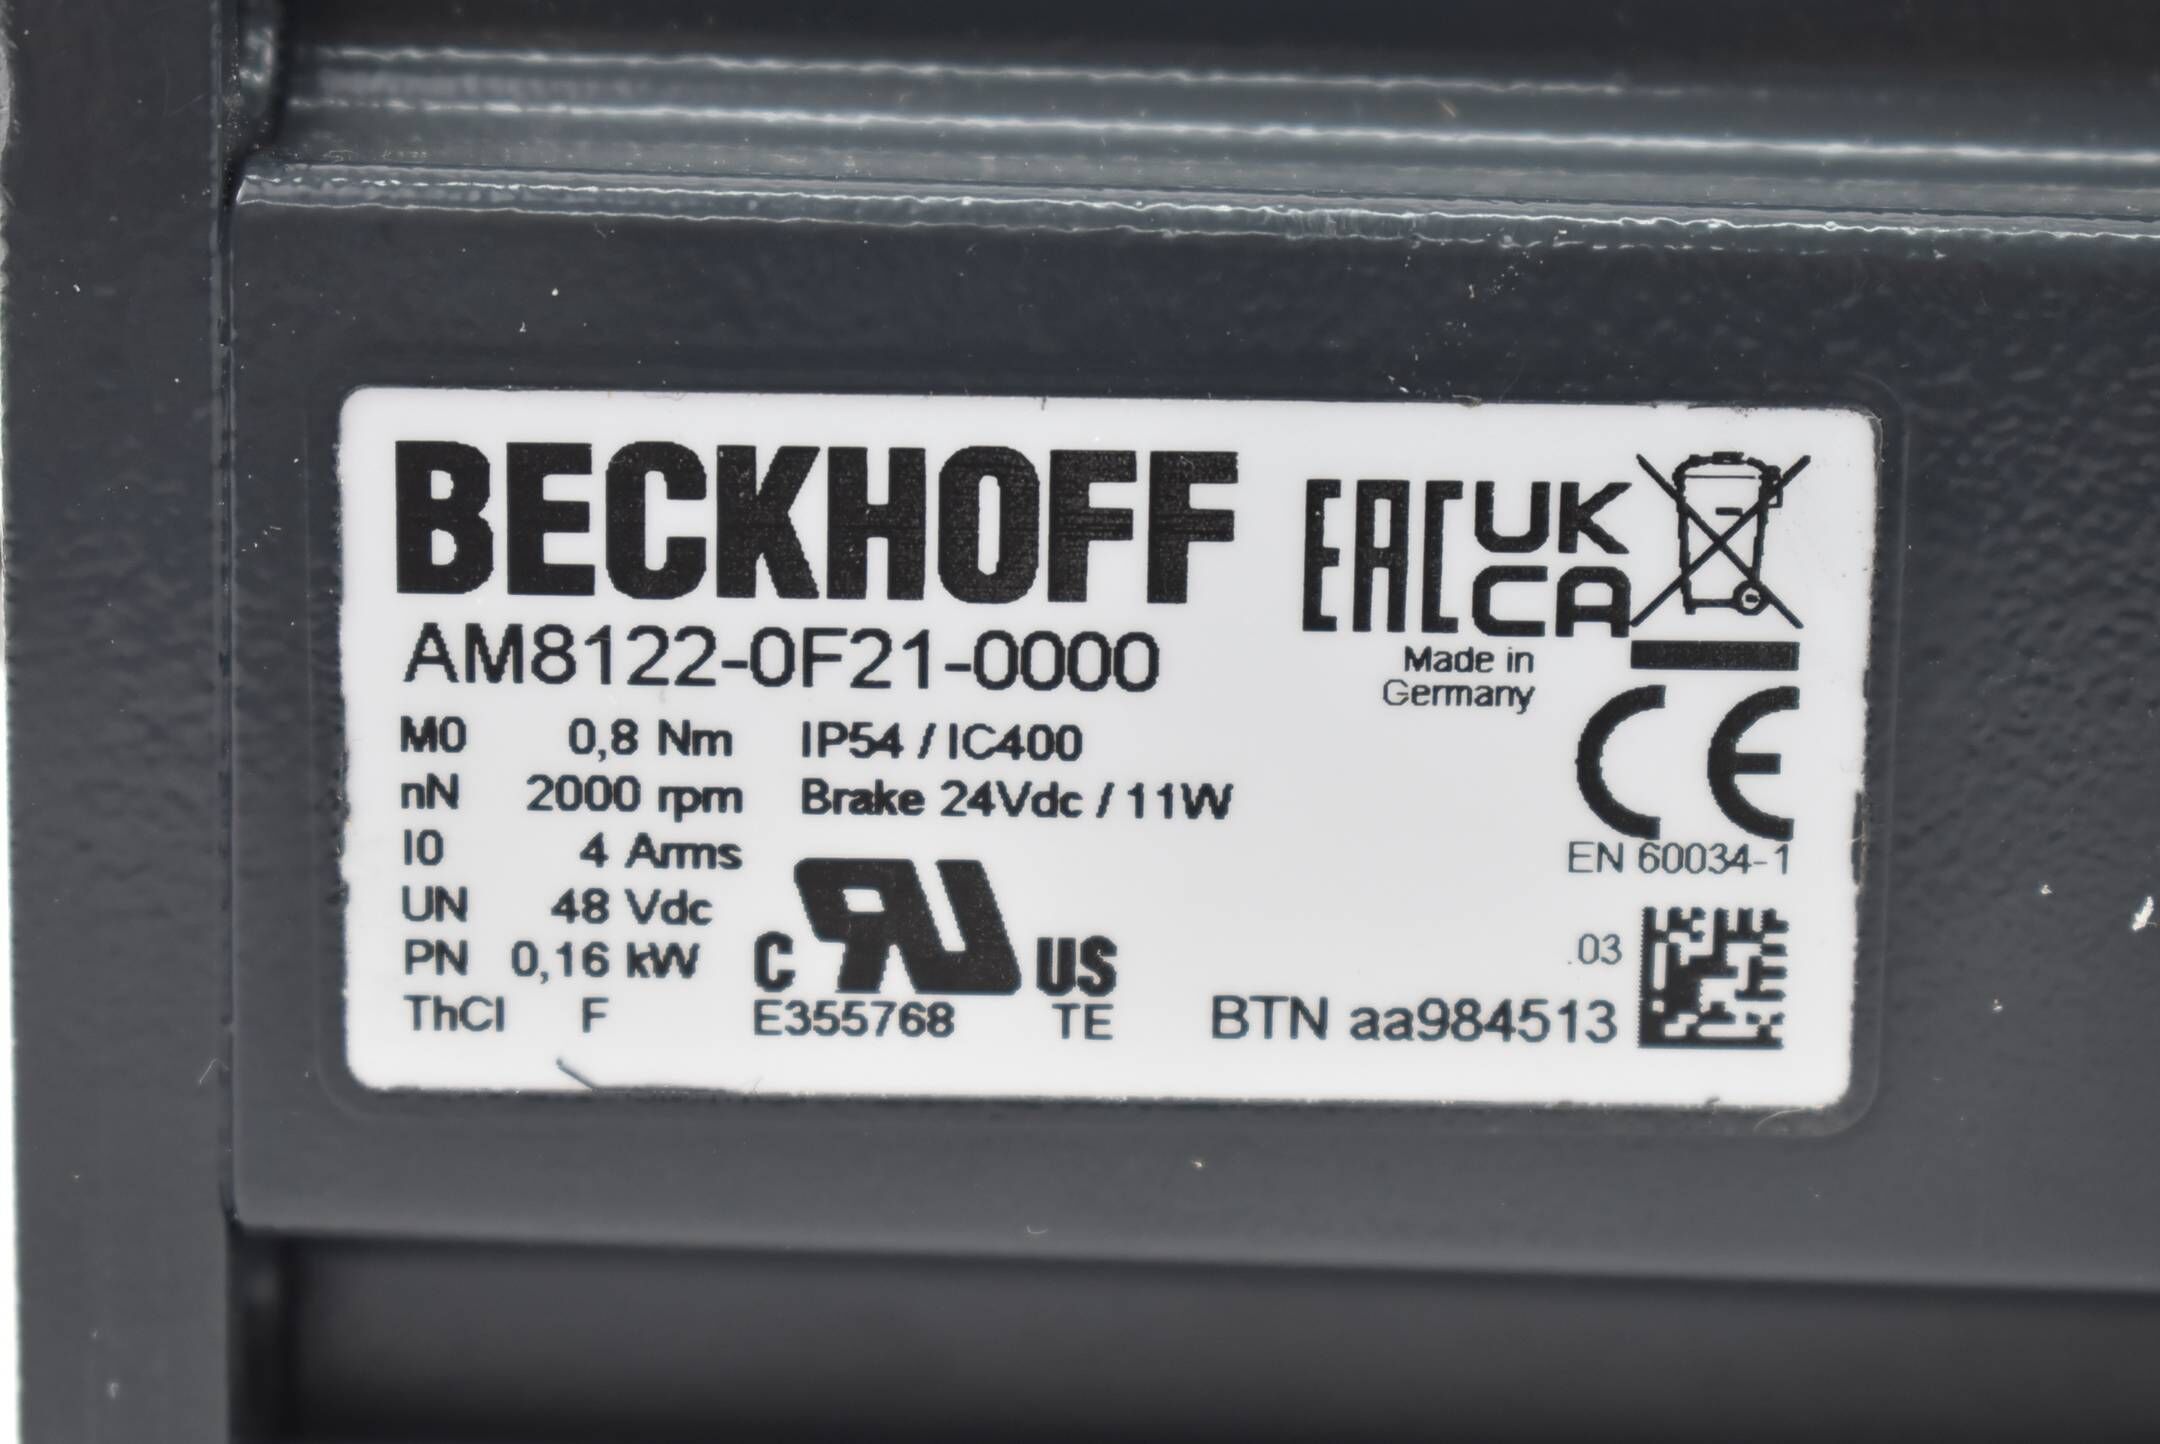 BECKHOFF
EAC UK CA
AM8122-0F21-0000
Made in
Germany
M0 0,8 Nm IP54 / IC400
nN 2000 rpm Brake 24Vdc / 11W
I0 4 Arms
CE
EN 60034-1
UN 48 Vdc
PN 0,16 kW
c RU US
.03
ThCl F E355768 TE BTN aa984513